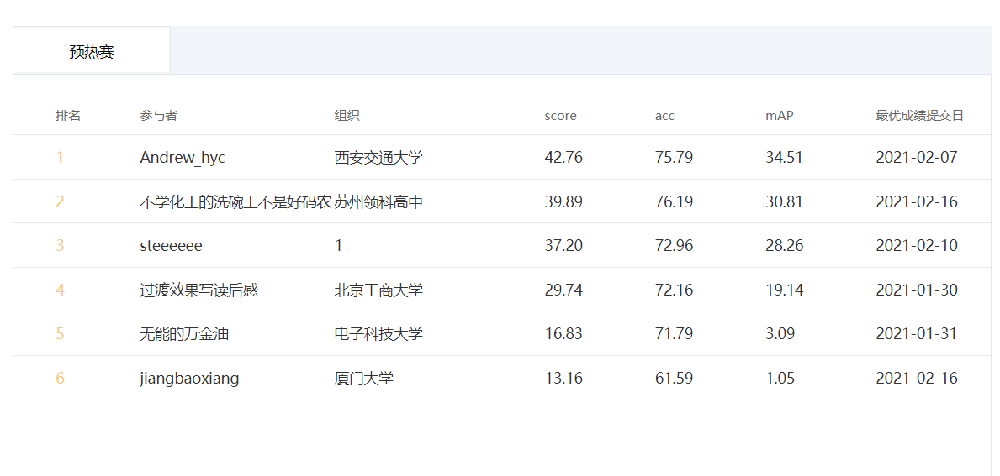 预热赛
排名 参与者 组织 score acc mAP 最优成绩提交日
1 Andrew_hyc 西安交通大学 42.76 75.79 34.51 2021-02-07
2 不学化工的洗碗工不是好码农 苏州领科高中 39.89 76.19 30.81 2021-02-16
3 steeeeee 1 37.20 72.96 28.26 2021-02-10
4 过渡效果写读后感 北京工商大学 29.74 72.16 19.14 2021-01-30
5 无能的万金油 电子科技大学 16.83 71.79 3.09 2021-01-31
6 jiangbaoxiang 厦门大学 13.16 61.59 1.05 2021-02-16